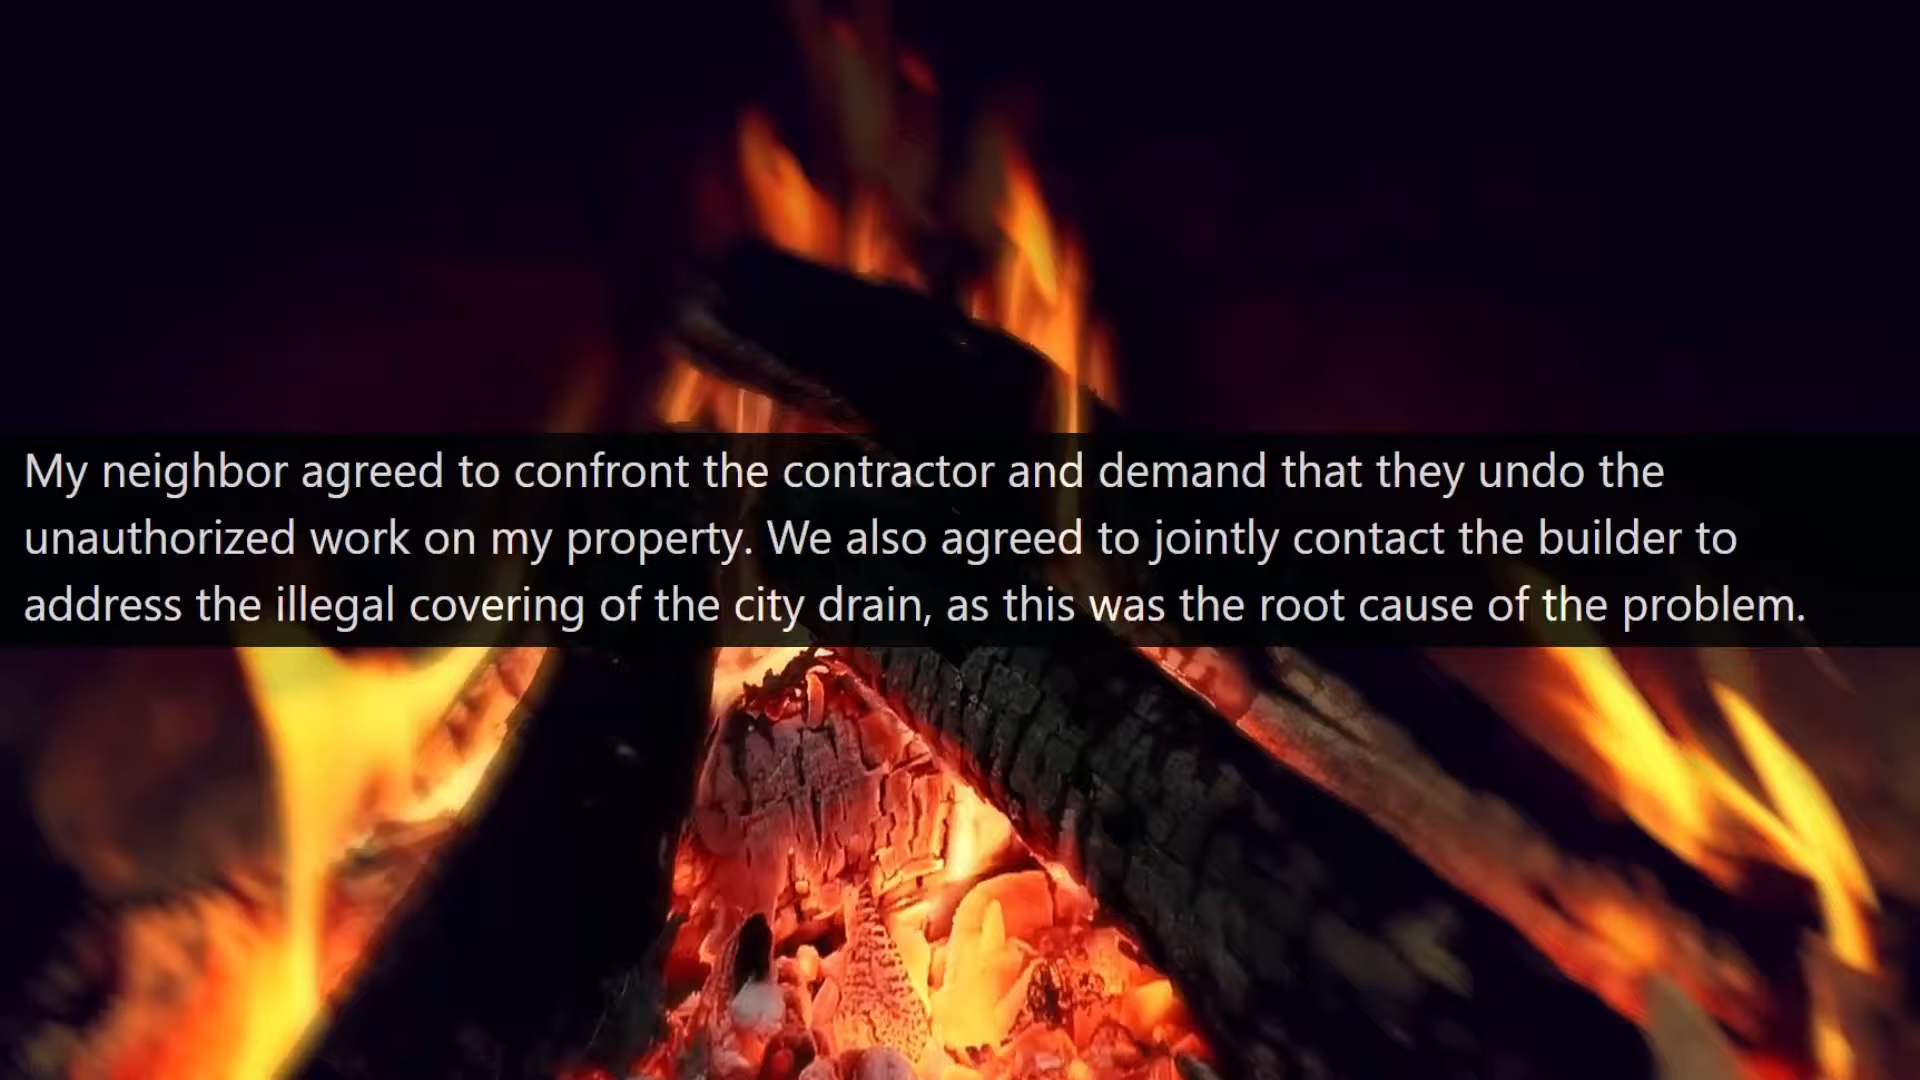 My neighbor agreed to confront the contractor and demand that they undo the
unauthorized work on my property. We also agreed to jointly contact the builder to
address the illegal covering of the city drain, as this was the root cause of the problem.